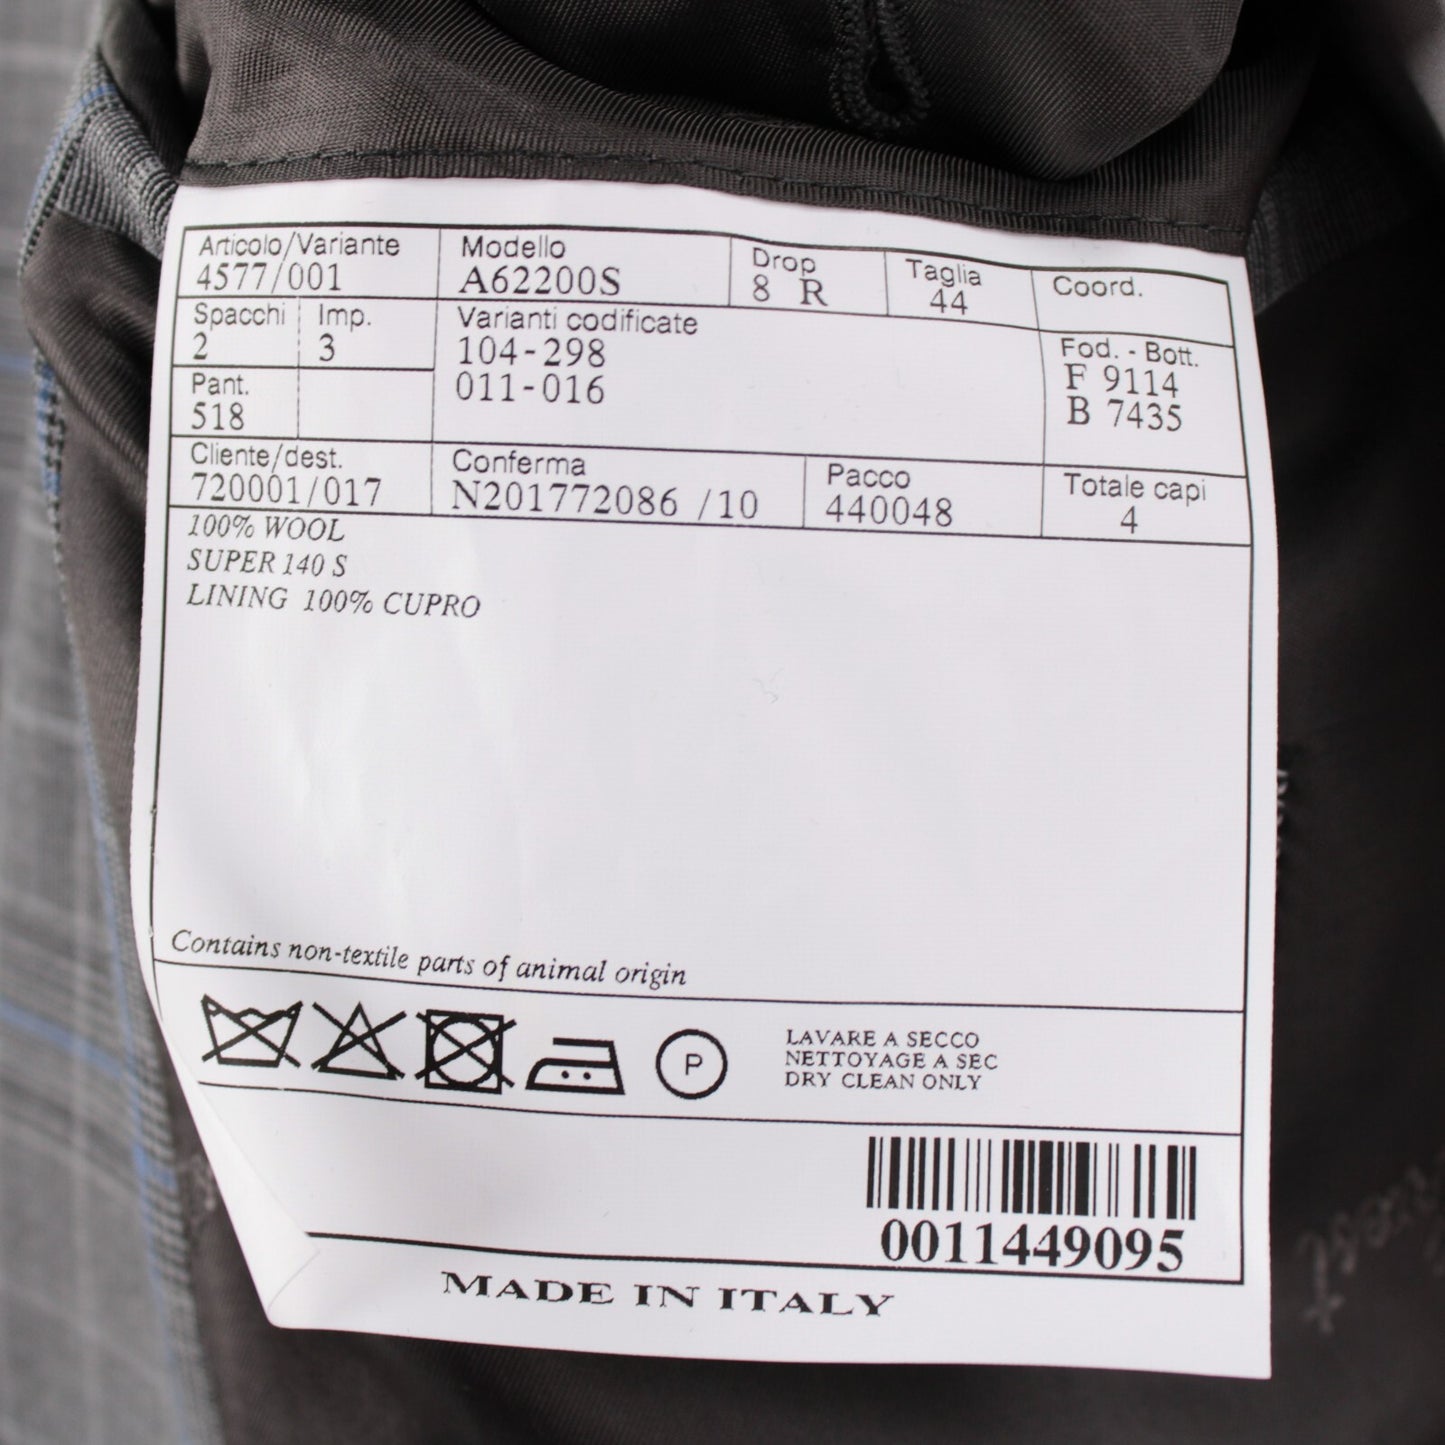 Articolo/Variante Modello Drop Taglia Coord.
4577/001 A62200S 8 R 44
Spacchi Imp. Varianti codificate Fod. - Bott.
2 3 104-298 F 9114
Pant. 011-016 B 7435
518
Cliente/dest. Conferma Pacco Totale capi
720001/017 N201772086 /10 440048 4
100% WOOL
SUPER 140 S
LINING 100% CUPRO
Contains non-textile parts of animal origin
P
LAVARE A SECCO
NETTOYAGE A SEC
DRY CLEAN ONLY
0011449095
MADE IN ITALY